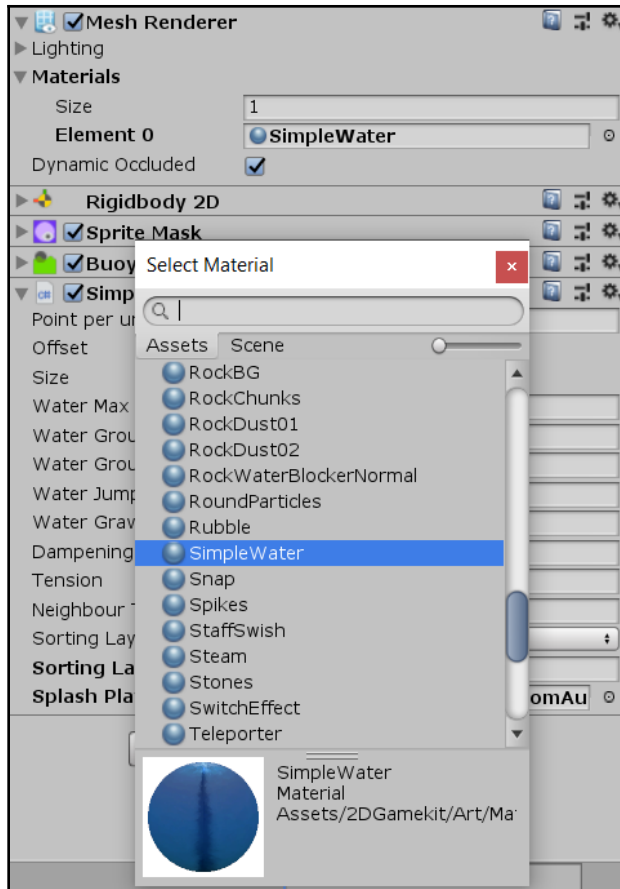 Mesh Renderer
Lighting
Materials
Size 1
Element 0 SimpleWater
Dynamic Occluded
Rigidbody 2D
Sprite Mask
Buoy
Select Material
Simp
Point per un
Offset
Assets Scene
Size
RockBG
Water Max
RockChunks
Water Grou
RockDust01
Water Grou
RockDust02
RockWaterBlockerNormal
Water Jump
RoundParticles
Water Grav
Rubble
Dampening
SimpleWater
Tension
Snap
Neighbour T
Spikes
Sorting Lay
StaffSwish
Sorting La
Steam
Splash Pla
Stones
omAu
SwitchEffect
Teleporter
SimpleWater
Material
Assets/2DGamekit/Art/Ma